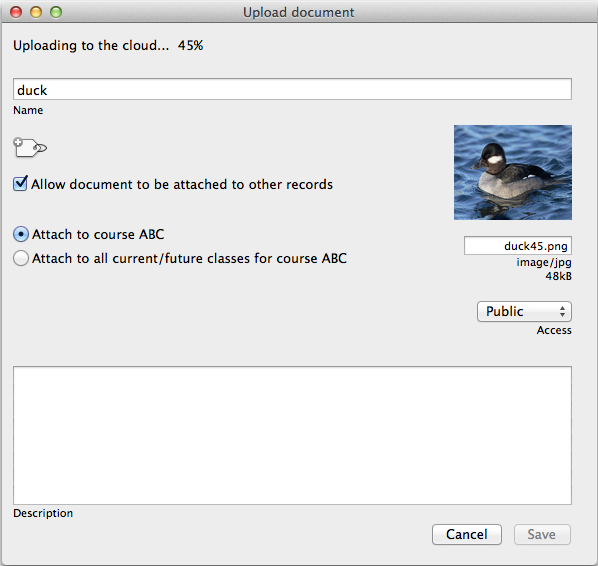 Upload document
Uploading to the cloud... 45%
duck
Name
Allow document to be attached to other records
Attach to course ABC
Attach to all current/future classes for course ABC
duck45.png
image/jpg
48kB
Public
Access
Description
Cancel Save